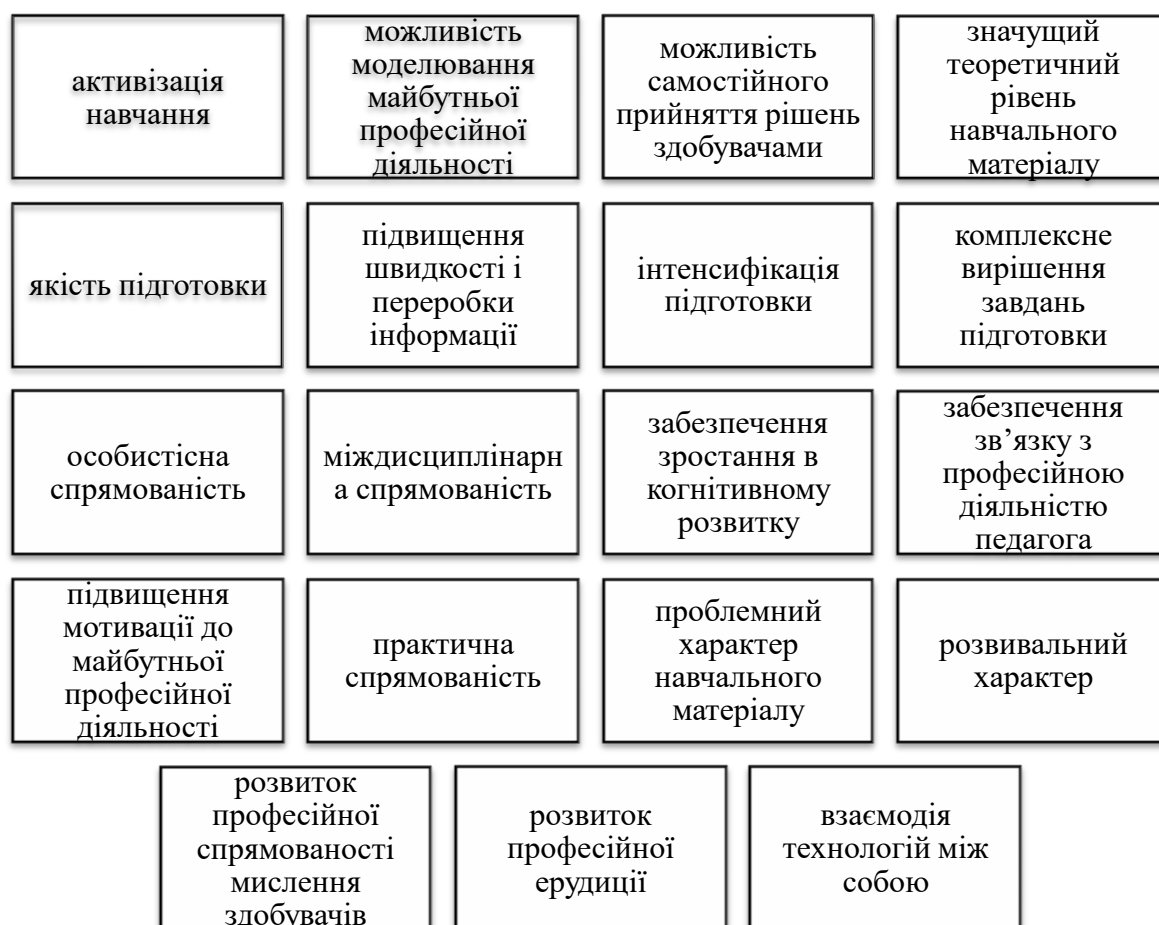 активізація
навчання
можливість
моделювання
майбутньої
професійної
діяльності
можливість
самостійного
прийняття рішень
здобувачами
значущий
теоретичний
рівень
навчального
матеріалу
якість підготовки
підвищення
швидкості і
переробки
інформації
інтенсифікація
підготовки
комплексне
вирішення
завдань
підготовки
особистісна
спрямованість
міждисциплінарн
а спрямованість
забезпечення
зростання в
когнітивному
розвитку
забезпечення
зв’язку з
професійною
діяльністю
педагога
підвищення
мотивації до
майбутньої
професійної
діяльності
практична
спрямованість
проблемний
характер
навчального
матеріалу
розвивальний
характер
розвиток
професійної
спрямованості
мислення
здобувачів
розвиток
професійної
ерудиції
взаємодія
технологій між
собою